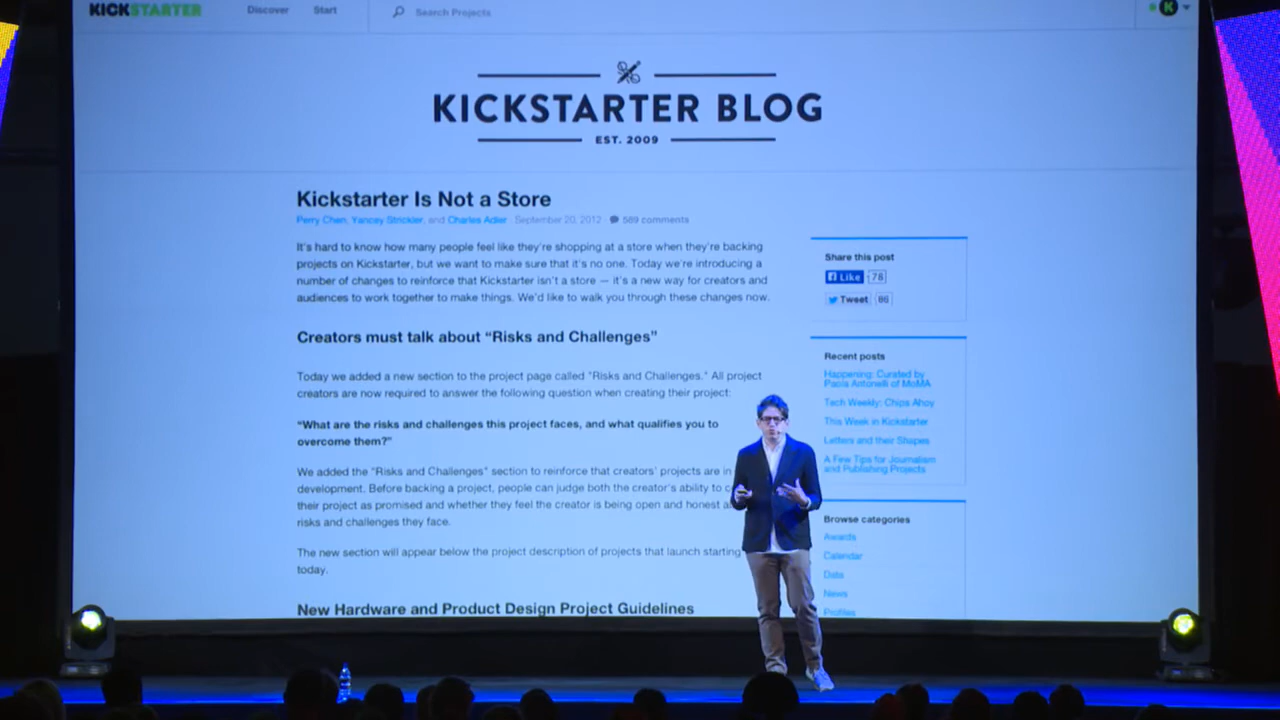 KICKSTARTER Discover Start Search Projects K
KICKSTARTER BLOG
EST. 2009
Kickstarter Is Not a Store
Perry Chen, Yancey Strickler, and Charles Adler · September 20, 2012 · 589 comments
It's hard to know how many people feel like they're shopping at a store when they're backing
projects on Kickstarter, but we want to make sure that it's no one. Today we're introducing a
number of changes to reinforce that Kickstarter isn't a store — it's a new way for creators and
audiences to work together to make things. We'd like to walk you through these changes now.
Creators must talk about “Risks and Challenges”
Today we added a new section to the project page called "Risks and Challenges." All project
creators are now required to answer the following question when creating their project:
“What are the risks and challenges this project faces, and what qualifies you to
overcome them?”
We added the "Risks and Challenges" section to reinforce that creators' projects are in
development. Before backing a project, people can judge both the creator's ability to
their project as promised and whether they feel the creator is being open and honest
risks and challenges they face.
The new section will appear below the project description of projects that launch starting
today.
New Hardware and Product Design Project Guidelines
Share this post
Like 78
Tweet 86
Recent posts
Happening: Curated by
Paola Antonelli of MoMA
Tech Weekly: Chips Ahoy
This Week in Kickstarter
Letters and their Shapes
A Few Tips for Journalism
and Publishing Projects
Browse categories
Awards
Calendar
Data
News
Profiles